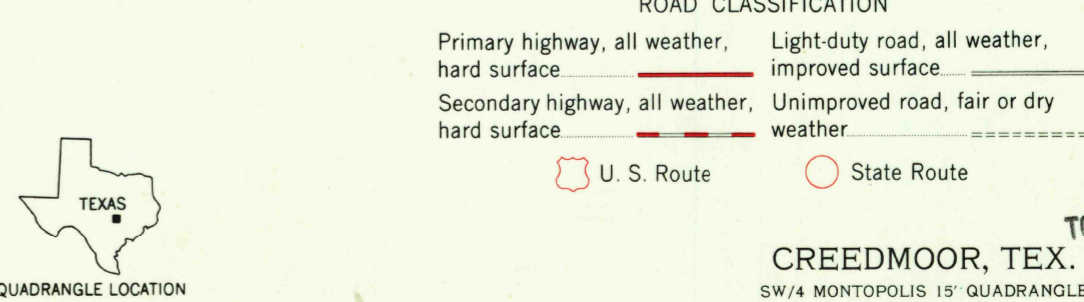 ROAD CLASSIFICATION
Primary highway, all weather,
hard surface
Light-duty road, all weather,
improved surface
Secondary highway, all weather,
hard surface
Unimproved road, fair or dry
weather
U. S. Route
State Route
TEXAS
QUADRANGLE LOCATION
CREEDMOOR, TEX.
SW/4 MONTOPOLIS 15' QUADRANGLE